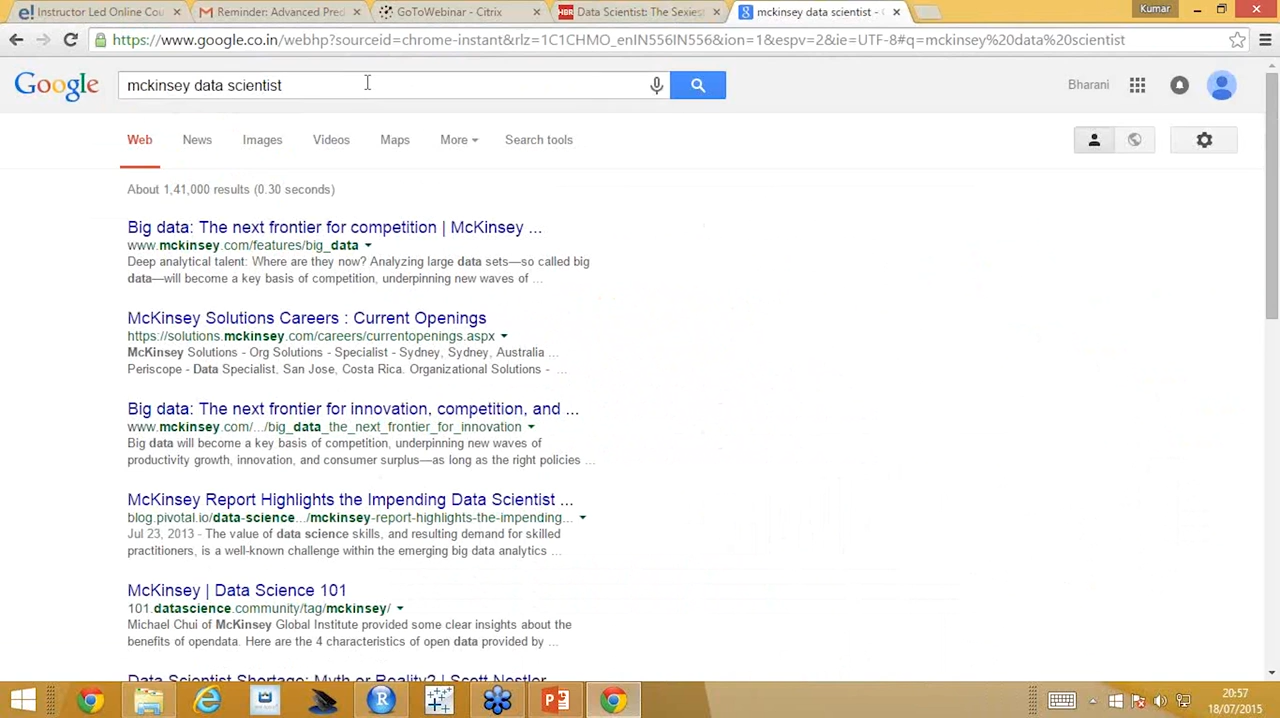 Instructor Led Online Cou
Reminder: Advanced Pred
GoToWebinar - Citrix
HBR Data Scientist: The Sexies
mckinsey data scientist -
Kumar
https://www.google.co.in/webhp?sourceid=chrome-instant&rlz=1C1CHMO_enIN556IN556&ion=1&espv=2&ie=UTF-8#q=mckinsey%20data%20scientist
Google
mckinsey data scientist
Bharani
Web News Images Videos Maps More Search tools
About 1,41,000 results (0.30 seconds)
Big data: The next frontier for competition | McKinsey ...
www.mckinsey.com/features/big_data
Deep analytical talent: Where are they now? Analyzing large data sets—so called big
data—will become a key basis of competition, underpinning new waves of ...
McKinsey Solutions Careers : Current Openings
https://solutions.mckinsey.com/careers/currentopenings.aspx
McKinsey Solutions - Org Solutions - Specialist - Sydney, Sydney, Australia ...
Periscope - Data Specialist, San Jose, Costa Rica. Organizational Solutions - ...
Big data: The next frontier for innovation, competition, and ...
www.mckinsey.com/.../big_data_the_next_frontier_for_innovation
Big data will become a key basis of competition, underpinning new waves of
productivity growth, innovation, and consumer surplus—as long as the right policies ...
McKinsey Report Highlights the Impending Data Scientist ...
blog.pivotal.io/data-science.../mckinsey-report-highlights-the-impending...
Jul 23, 2013 - The value of data science skills, and resulting demand for skilled
practitioners, is a well-known challenge within the emerging big data analytics ...
McKinsey | Data Science 101
101.datascience.community/tag/mckinsey/
Michael Chui of McKinsey Global Institute provided some clear insights about the
benefits of opendata. Here are the 4 characteristics of open data provided by ...
Data Scientist Shortage: Myth or Reality? | Scott Nestler
20:57
18/07/2015